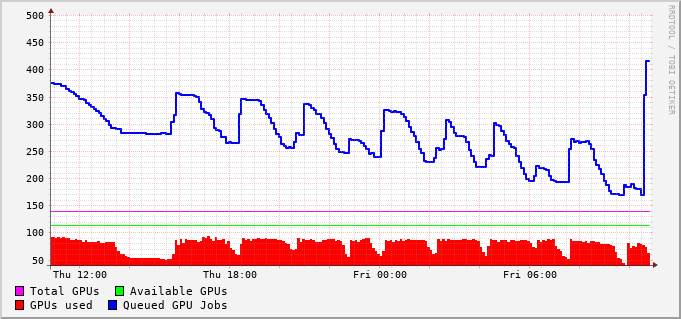 500
450
400
350
300
250
200
150
100
50
Thu 12:00 Thu 18:00 Fri 00:00 Fri 06:00
Total GPUs Available GPUs
GPUs used Queued GPU Jobs
RRDTOOL / TOBI OETIKER